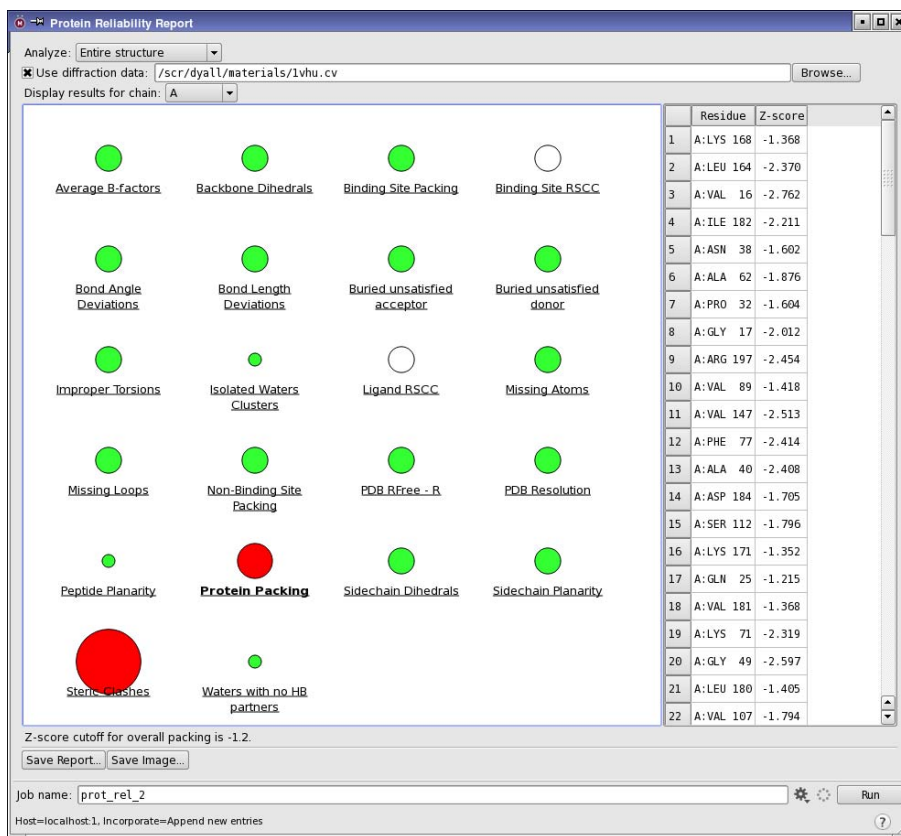 Protein Reliability Report
Analyze: Entire structure
Use diffraction data: /scr/dyall/materials/1vhu.cv Browse...
Display results for chain: A
Average B-factors Backbone Dihedrals Binding Site Packing Binding Site RSCC
Bond Angle Bond Length Buried unsatisfied Buried unsatisfied
Deviations Deviations acceptor donor
Improper Torsions Isolated Waters Ligand RSCC Missing Atoms
Clusters
Missing Loops Non-Binding Site PDB RFree - R PDB Resolution
Packing
Peptide Planarity Protein Packing Sidechain Dihedrals Sidechain Planarity
Steric Clashes Waters with no HB
partners
Residue Z-score
1 A:LYS 168 -1.368
2 A:LEU 164 -2.370
3 A:VAL 16 -2.762
4 A:ILE 182 -2.211
5 A:ASN 38 -1.602
6 A:ALA 62 -1.876
7 A:PRO 32 -1.604
8 A:GLY 17 -2.012
9 A:ARG 197 -2.454
10 A:VAL 89 -1.418
11 A:VAL 147 -2.513
12 A:PHE 77 -2.414
13 A:ALA 40 -2.408
14 A:ASP 184 -1.705
15 A:SER 112 -1.796
16 A:LYS 171 -1.352
17 A:GLN 25 -1.215
18 A:VAL 181 -1.368
19 A:LYS 71 -2.319
20 A:GLY 49 -2.597
21 A:LEU 180 -1.405
22 A:VAL 107 -1.794
Z-score cutoff for overall packing is -1.2.
Save Report... Save Image...
Job name: prot_rel_2 Run
Host=localhost:1, Incorporate=Append new entries ?